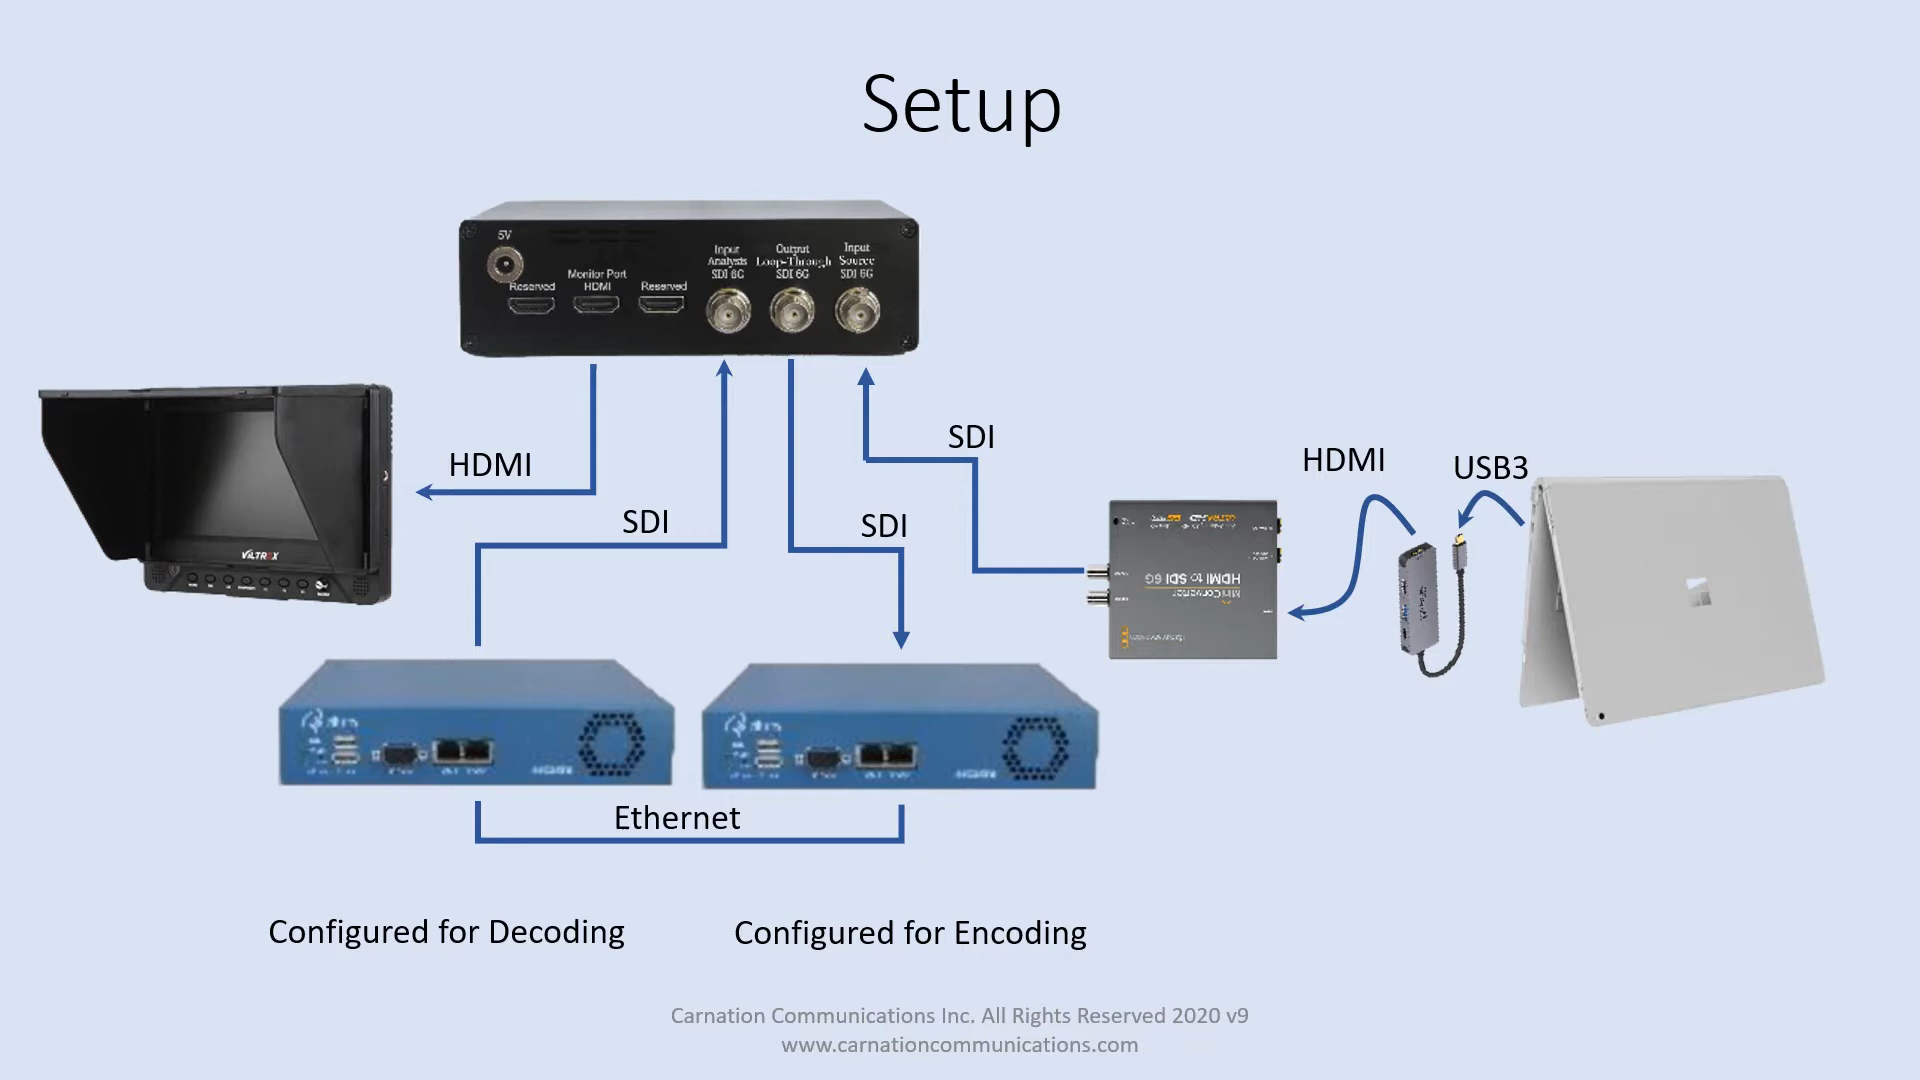 Setup
5V
Reserved
Monitor Port
HDMI
Reserved
Input
Analysis
SDI 6G
Output
Loop-Through
SDI 6G
Input
Source
SDI 6G
HDMI
SDI
SDI
SDI
HDMI
USB3
VILTROX
MiniConverter
HDMI to SDI 6G
Ethernet
Configured for Decoding
Configured for Encoding
Carnation Communications Inc. All Rights Reserved 2020 v9
www.carnationcommunications.com